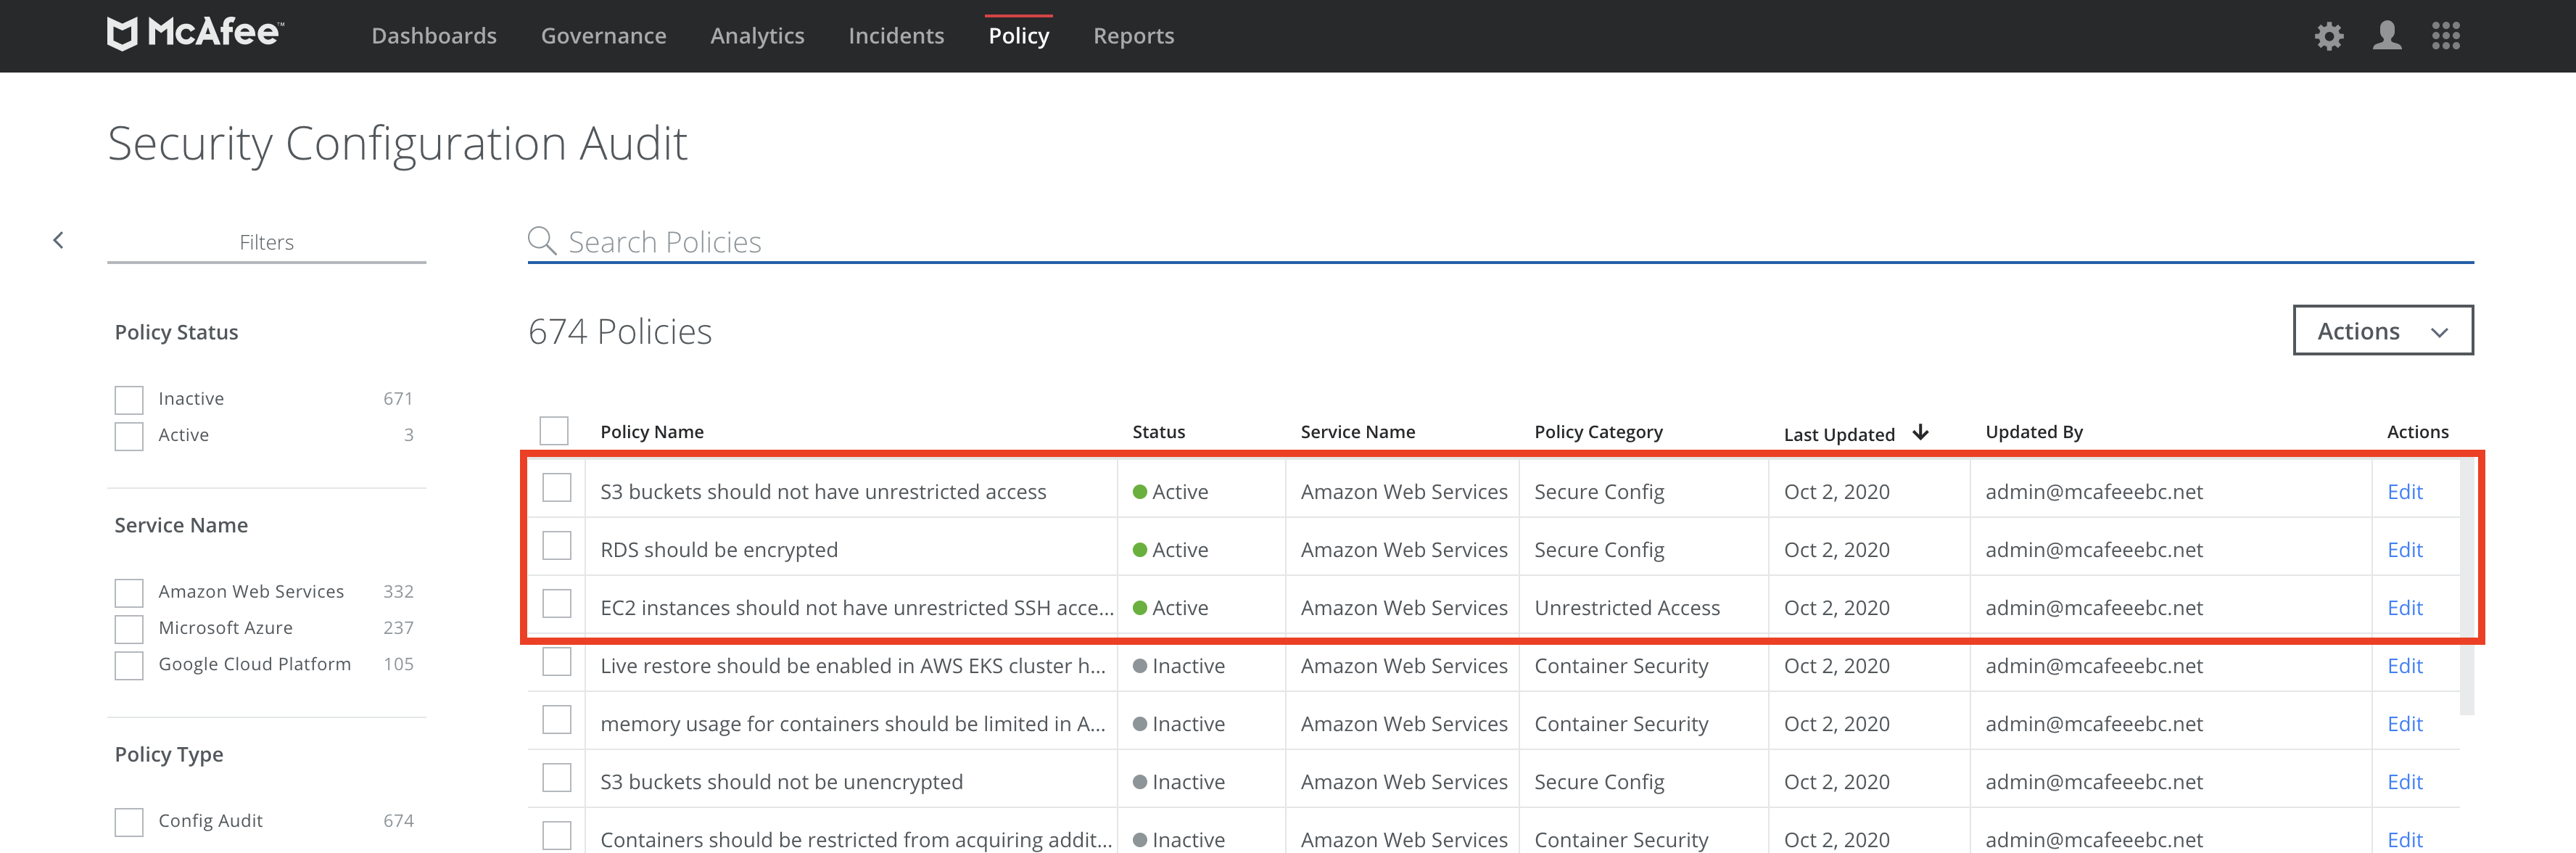 McAfee™ Dashboards Governance Analytics Incidents Policy Reports
Security Configuration Audit
Filters
Search Policies
Policy Status
674 Policies
Actions
Inactive 671
Active 3
Service Name
Amazon Web Services 332
Microsoft Azure 237
Google Cloud Platform 105
Policy Type
Config Audit 674
Policy Name Status Service Name Policy Category Last Updated Updated By Actions
S3 buckets should not have unrestricted access Active Amazon Web Services Secure Config Oct 2, 2020 admin@mcafeeebc.net Edit
RDS should be encrypted Active Amazon Web Services Secure Config Oct 2, 2020 admin@mcafeeebc.net Edit
EC2 instances should not have unrestricted SSH acce... Active Amazon Web Services Unrestricted Access Oct 2, 2020 admin@mcafeeebc.net Edit
Live restore should be enabled in AWS EKS cluster h... Inactive Amazon Web Services Container Security Oct 2, 2020 admin@mcafeeebc.net Edit
memory usage for containers should be limited in A... Inactive Amazon Web Services Container Security Oct 2, 2020 admin@mcafeeebc.net Edit
S3 buckets should not be unencrypted Inactive Amazon Web Services Secure Config Oct 2, 2020 admin@mcafeeebc.net Edit
Containers should be restricted from acquiring addit... Inactive Amazon Web Services Container Security Oct 2, 2020 admin@mcafeeebc.net Edit